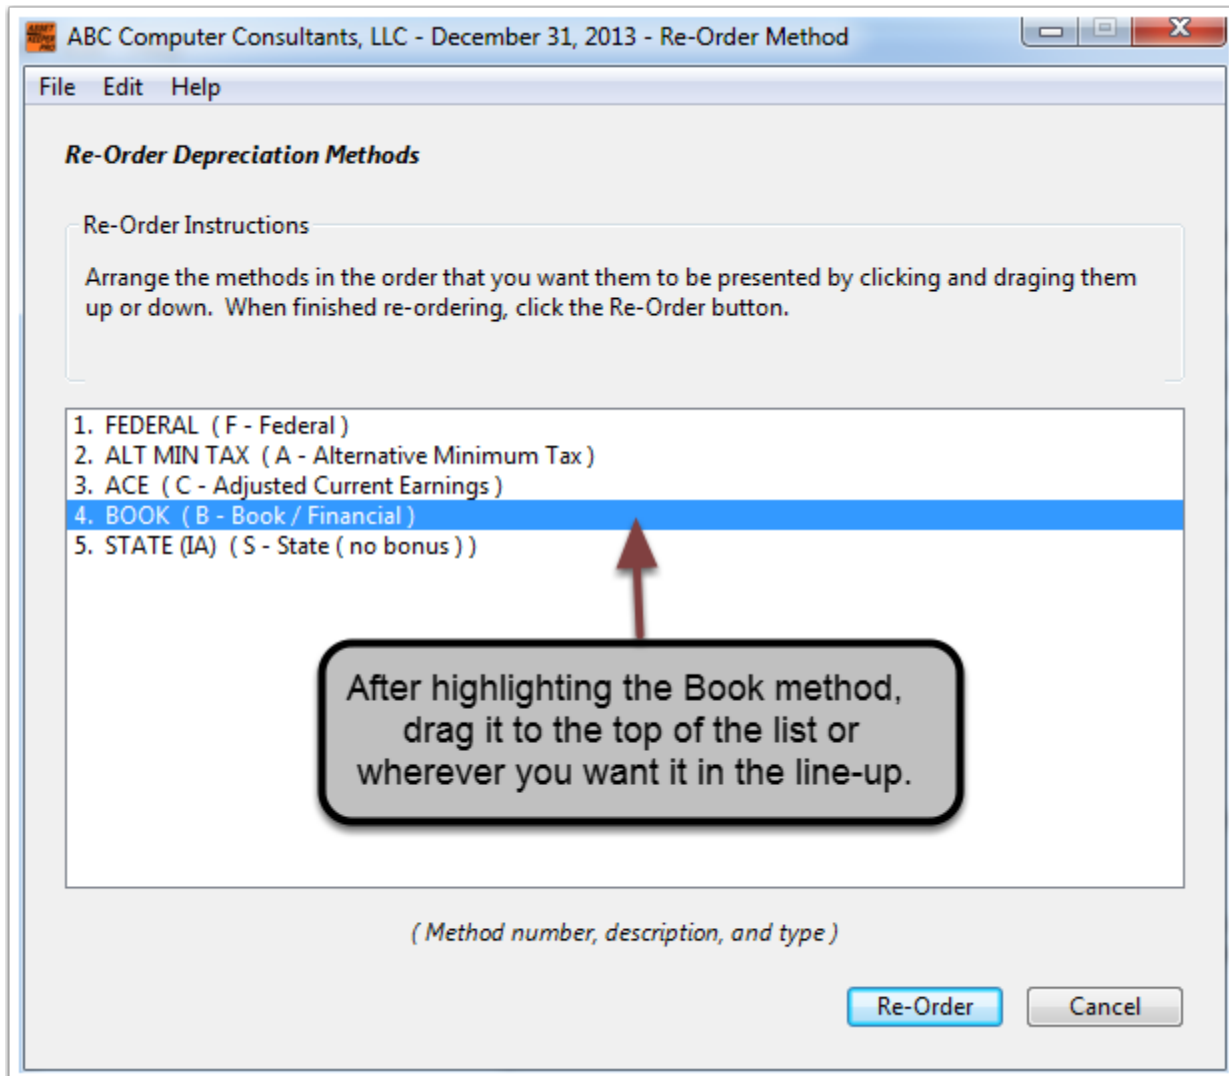 ASSET KEEPER PRO
ABC Computer Consultants, LLC - December 31, 2013 - Re-Order Method
File Edit Help
Re-Order Depreciation Methods
Re-Order Instructions
Arrange the methods in the order that you want them to be presented by clicking and draging them
up or down. When finished re-ordering, click the Re-Order button.
1. FEDERAL ( F - Federal )
2. ALT MIN TAX ( A - Alternative Minimum Tax )
3. ACE ( C - Adjusted Current Earnings )
4. BOOK ( B - Book / Financial )
5. STATE (IA) ( S - State ( no bonus ) )
After highlighting the Book method,
drag it to the top of the list or
wherever you want it in the line-up.
( Method number, description, and type )
Re-Order Cancel